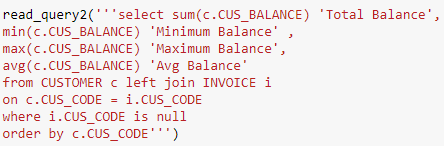 read_query2('''select sum(c.CUS_BALANCE) 'Total Balance',
min(c.CUS_BALANCE) 'Minimum Balance' ,
max(c.CUS_BALANCE) 'Maximum Balance',
avg(c.CUS_BALANCE) 'Avg Balance'
from CUSTOMER c left join INVOICE i
on c.CUS_CODE = i.CUS_CODE
where i.CUS_CODE is null
order by c.CUS_CODE''')